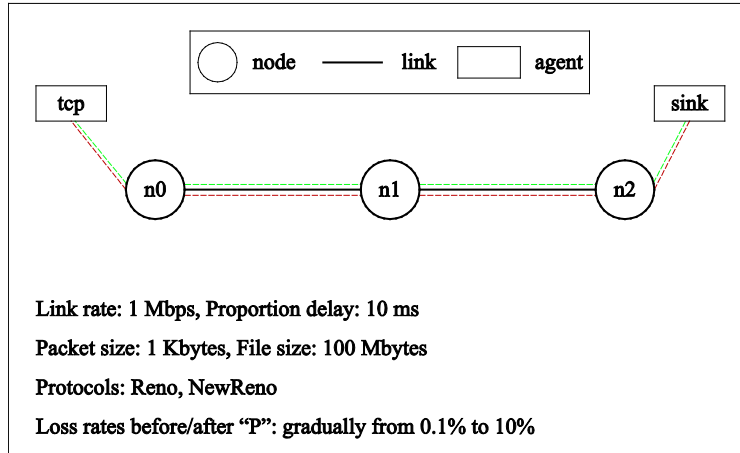 node link agent
tcp sink
n0 n1 n2
Link rate: 1 Mbps, Proportion delay: 10 ms
Packet size: 1 Kbytes, File size: 100 Mbytes
Protocols: Reno, NewReno
Loss rates before/after “P”: gradually from 0.1% to 10%